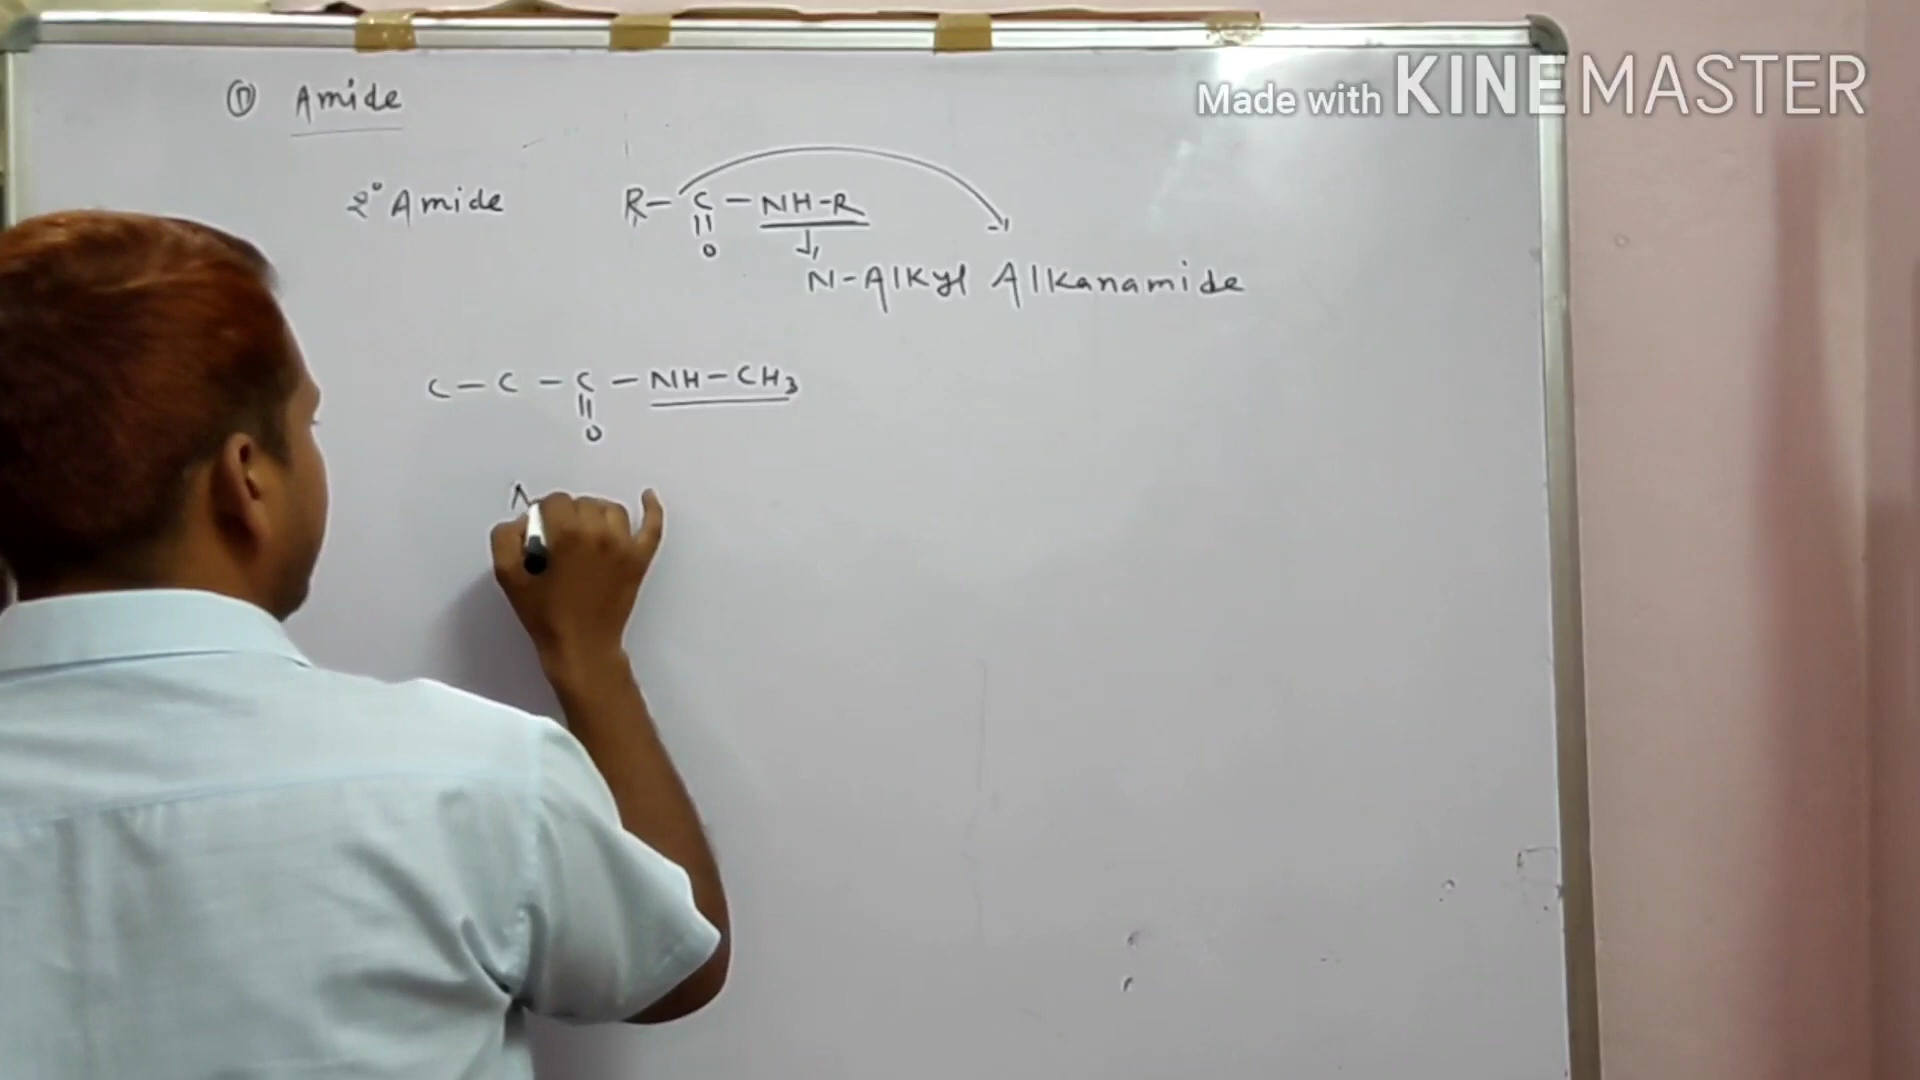 Made with KINEMASTER
① Amide
2° Amide R-C-NH-R
||
O
N-Alkyl Alkanamide
C-C-C-NH-CH₃
||
O
N